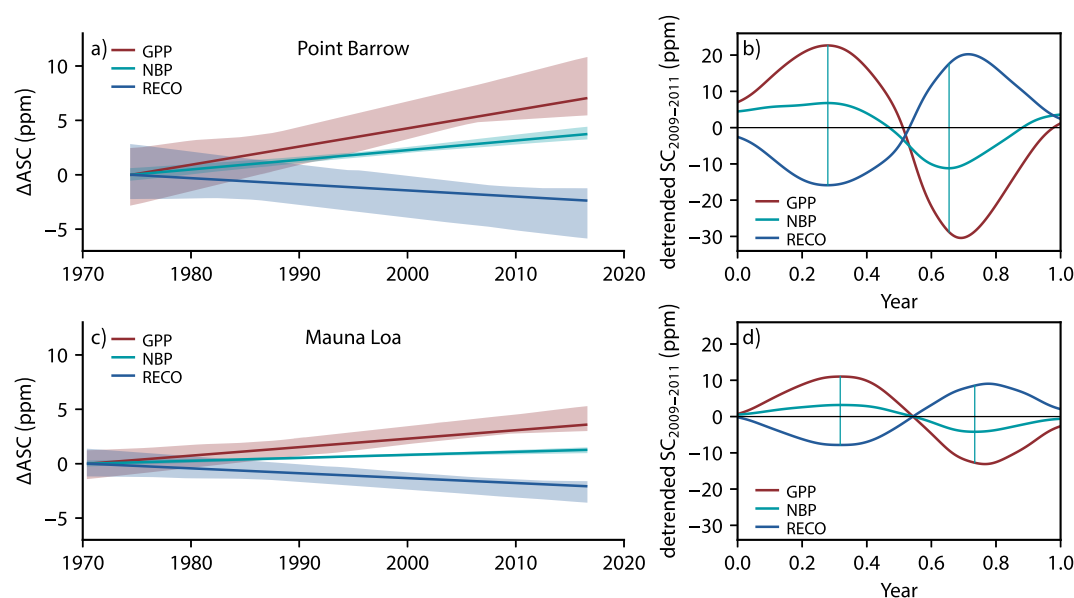 a)
Point Barrow
GPP
NBP
RECO
ΔASC (ppm)
10
5
0
−5
1970
1980
1990
2000
2010
2020
b)
detrended SC2009−2011 (ppm)
20
10
0
−10
−20
−30
GPP
NBP
RECO
0.0
0.2
0.4
0.6
0.8
1.0
Year
c)
Mauna Loa
GPP
NBP
RECO
ΔASC (ppm)
10
5
0
−5
1970
1980
1990
2000
2010
2020
d)
detrended SC2009−2011 (ppm)
20
10
0
−10
−20
−30
GPP
NBP
RECO
0.0
0.2
0.4
0.6
0.8
1.0
Year